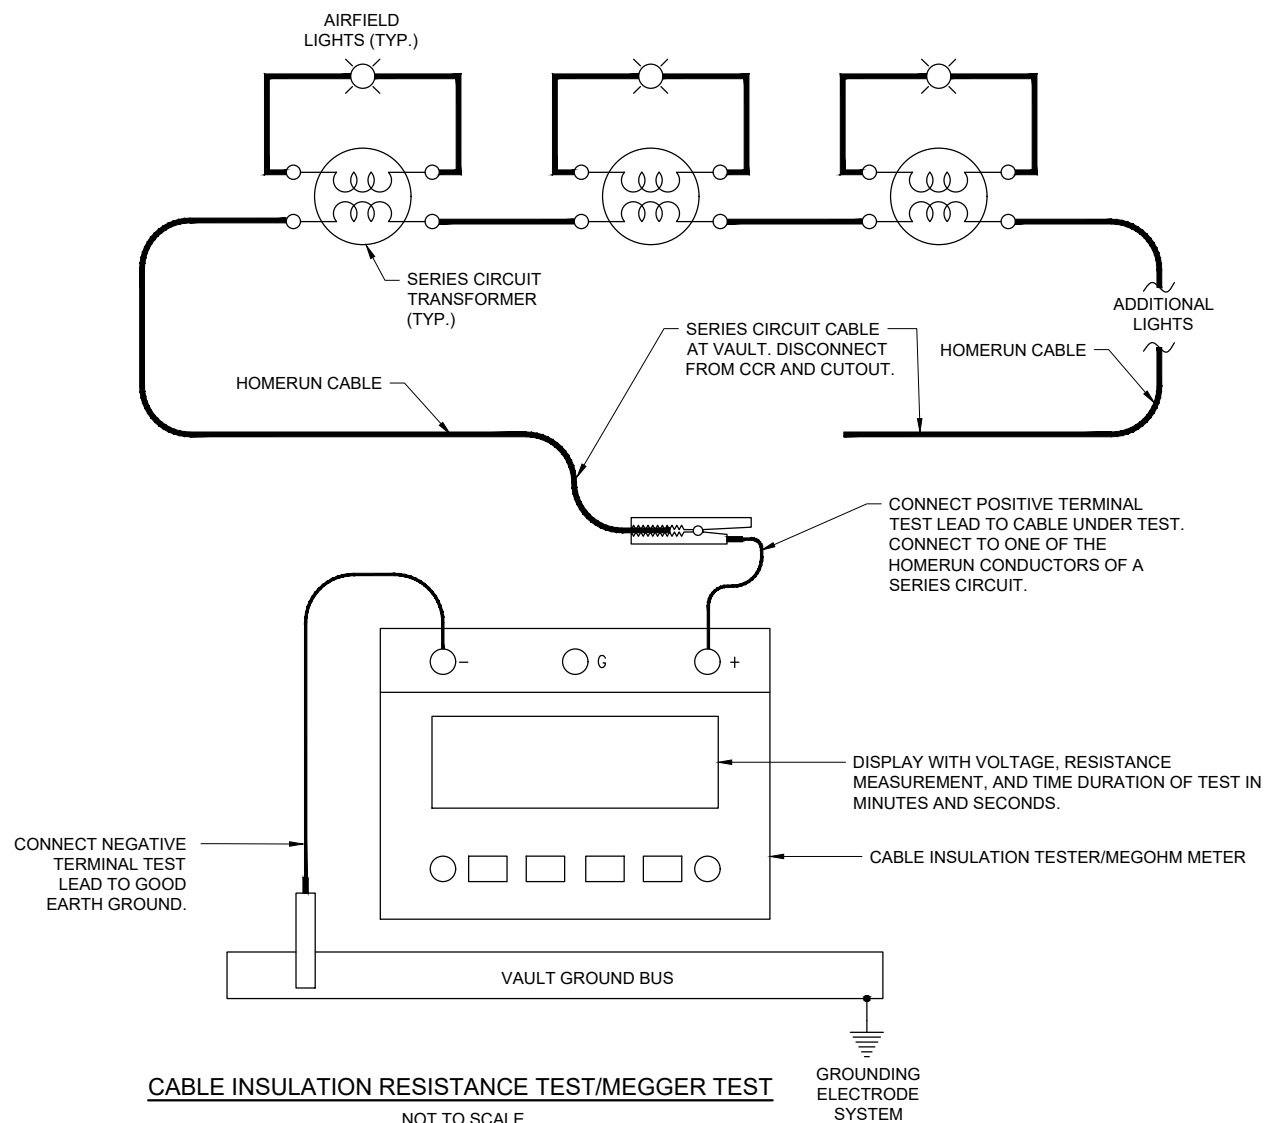 AIRFIELD
LIGHTS (TYP.)
SERIES CIRCUIT
TRANSFORMER
(TYP.)
ADDITIONAL
LIGHTS
SERIES CIRCUIT CABLE
AT VAULT. DISCONNECT
FROM CCR AND CUTOUT.
HOMERUN CABLE
HOMERUN CABLE
CONNECT POSITIVE TERMINAL
TEST LEAD TO CABLE UNDER TEST.
CONNECT TO ONE OF THE
HOMERUN CONDUCTORS OF A
SERIES CIRCUIT.
- G +
DISPLAY WITH VOLTAGE, RESISTANCE
MEASUREMENT, AND TIME DURATION OF TEST IN
MINUTES AND SECONDS.
CONNECT NEGATIVE
TERMINAL TEST
LEAD TO GOOD
EARTH GROUND.
CABLE INSULATION TESTER/MEGOHM METER
VAULT GROUND BUS
GROUNDING
ELECTRODE
SYSTEM
CABLE INSULATION RESISTANCE TEST/MEGGER TEST
NOT TO SCALE